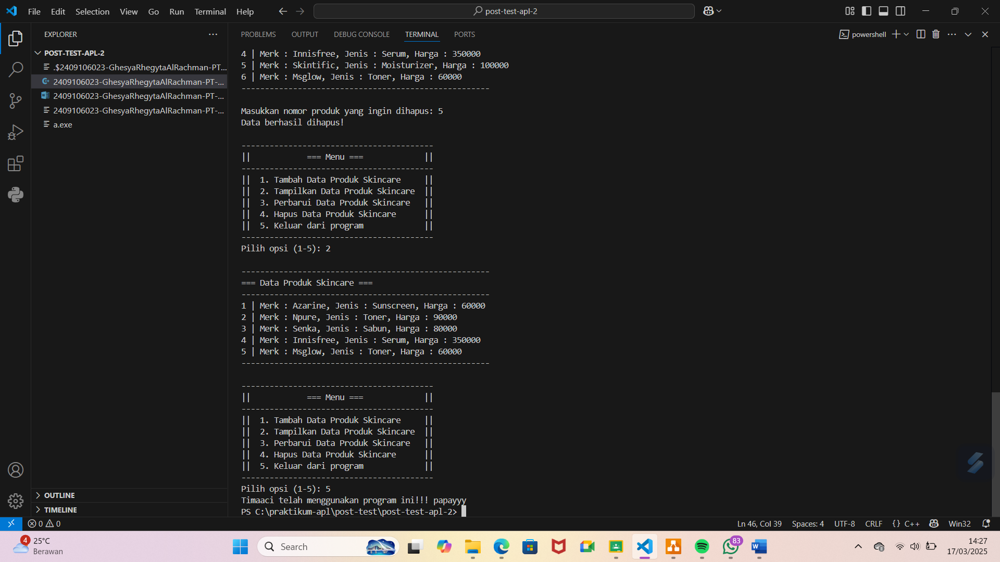 File Edit Selection View Go Run Terminal Help
post-test-apl-2
EXPLORER
POST-TEST-APL-2
.$2409106023-GhesyaRhegytaAlRachman-PT...
2409106023-GhesyaRhegytaAlRachman-PT-...
2409106023-GhesyaRhegytaAlRachman-PT-...
2409106023-GhesyaRhegytaAlRachman-PT-...
a.exe
OUTLINE
TIMELINE
PROBLEMS OUTPUT DEBUG CONSOLE TERMINAL PORTS
powershell
4 | Merk : Innisfree, Jenis : Serum, Harga : 350000
5 | Merk : Skintific, Jenis : Moisturizer, Harga : 100000
6 | Merk : Msglow, Jenis : Toner, Harga : 60000
-----------------------------------------------------
Masukkan nomor produk yang ingin dihapus: 5
Data berhasil dihapus!
-----------------------------------------
||            === Menu ===             ||
-----------------------------------------
||  1. Tambah Data Produk Skincare     ||
||  2. Tampilkan Data Produk Skincare  ||
||  3. Perbarui Data Produk Skincare   ||
||  4. Hapus Data Produk Skincare      ||
||  5. Keluar dari program             ||
-----------------------------------------
Pilih opsi (1-5): 2
-----------------------------------------------------
=== Data Produk Skincare ===
-----------------------------------------------------
1 | Merk : Azarine, Jenis : Sunscreen, Harga : 60000
2 | Merk : Npure, Jenis : Toner, Harga : 90000
3 | Merk : Senka, Jenis : Sabun, Harga : 80000
4 | Merk : Innisfree, Jenis : Serum, Harga : 350000
5 | Merk : Msglow, Jenis : Toner, Harga : 60000
-----------------------------------------------------
-----------------------------------------
||            === Menu ===             ||
-----------------------------------------
||  1. Tambah Data Produk Skincare     ||
||  2. Tampilkan Data Produk Skincare  ||
||  3. Perbarui Data Produk Skincare   ||
||  4. Hapus Data Produk Skincare      ||
||  5. Keluar dari program             ||
-----------------------------------------
Pilih opsi (1-5): 5
Timaaci telah menggunakan program ini!!! papayyy
PS C:\praktikum-apl\post-test\post-test-apl-2>
0 0
Ln 46, Col 39 Spaces: 4 UTF-8 CRLF {} C++ Win32
4
25°C
Berawan
Search
83
14:27
17/03/2025